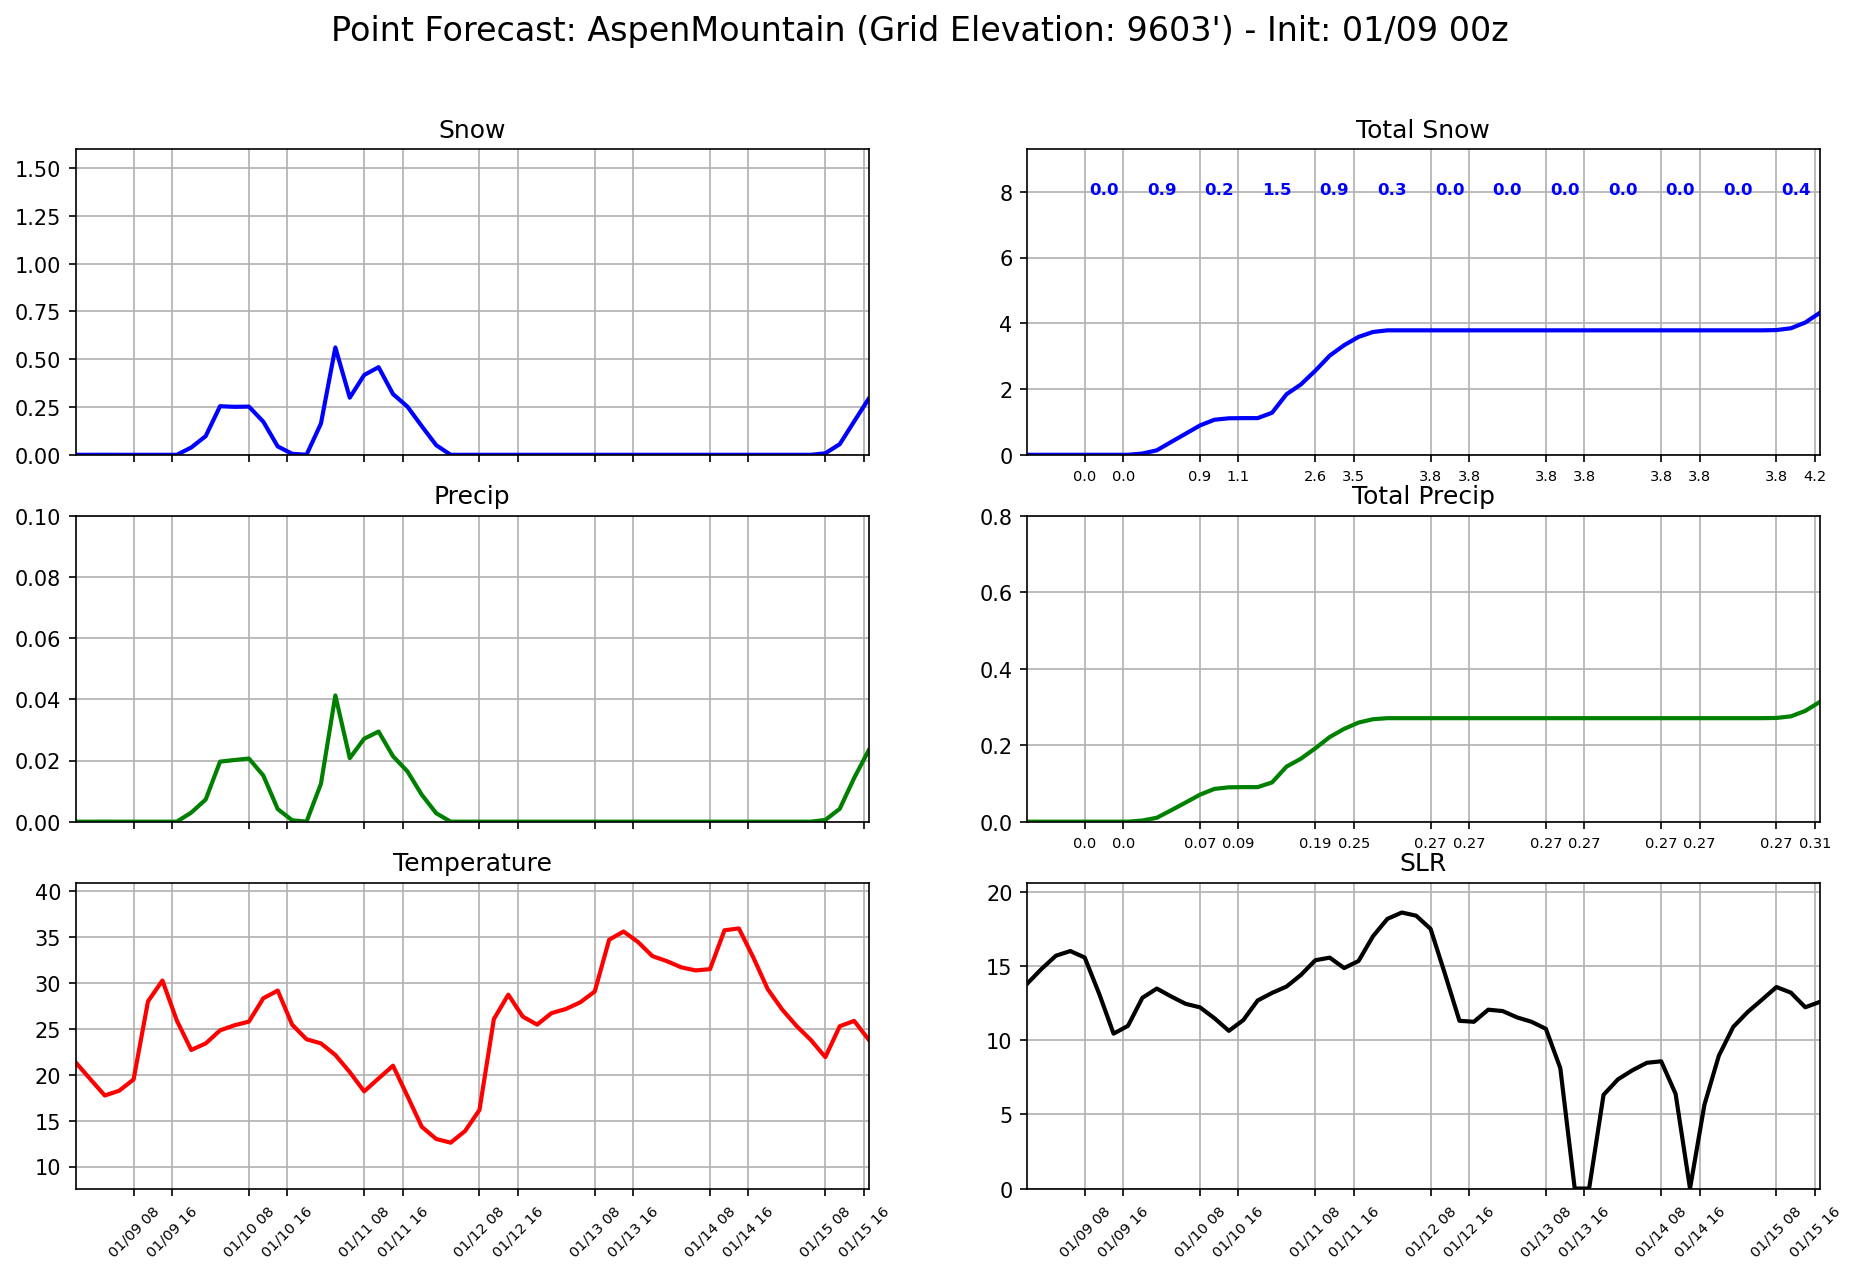 Point Forecast: AspenMountain (Grid Elevation: 9603') - Init: 01/09 00z
Snow
1.50
1.25
1.00
0.75
0.50
0.25
0.00
Total Snow
0.0 0.9 0.2 1.5 0.9 0.3 0.0 0.0 0.0 0.0 0.0 0.0 0.4
8
6
4
2
0
0.0 0.0 0.9 1.1 2.6 3.5 3.8 3.8 3.8 3.8 3.8 3.8 3.8 4.2
Precip
0.10
0.08
0.06
0.04
0.02
0.00
Total Precip
0.8
0.6
0.4
0.2
0.0
0.0 0.0 0.07 0.09 0.19 0.25 0.27 0.27 0.27 0.27 0.27 0.27 0.27 0.31
Temperature
40
35
30
25
20
15
10
01/09 08 01/09 16 01/10 08 01/10 16 01/11 08 01/11 16 01/12 08 01/12 16 01/13 08 01/13 16 01/14 08 01/14 16 01/15 08 01/15 16
SLR
20
15
10
5
0
01/09 08 01/09 16 01/10 08 01/10 16 01/11 08 01/11 16 01/12 08 01/12 16 01/13 08 01/13 16 01/14 08 01/14 16 01/15 08 01/15 16